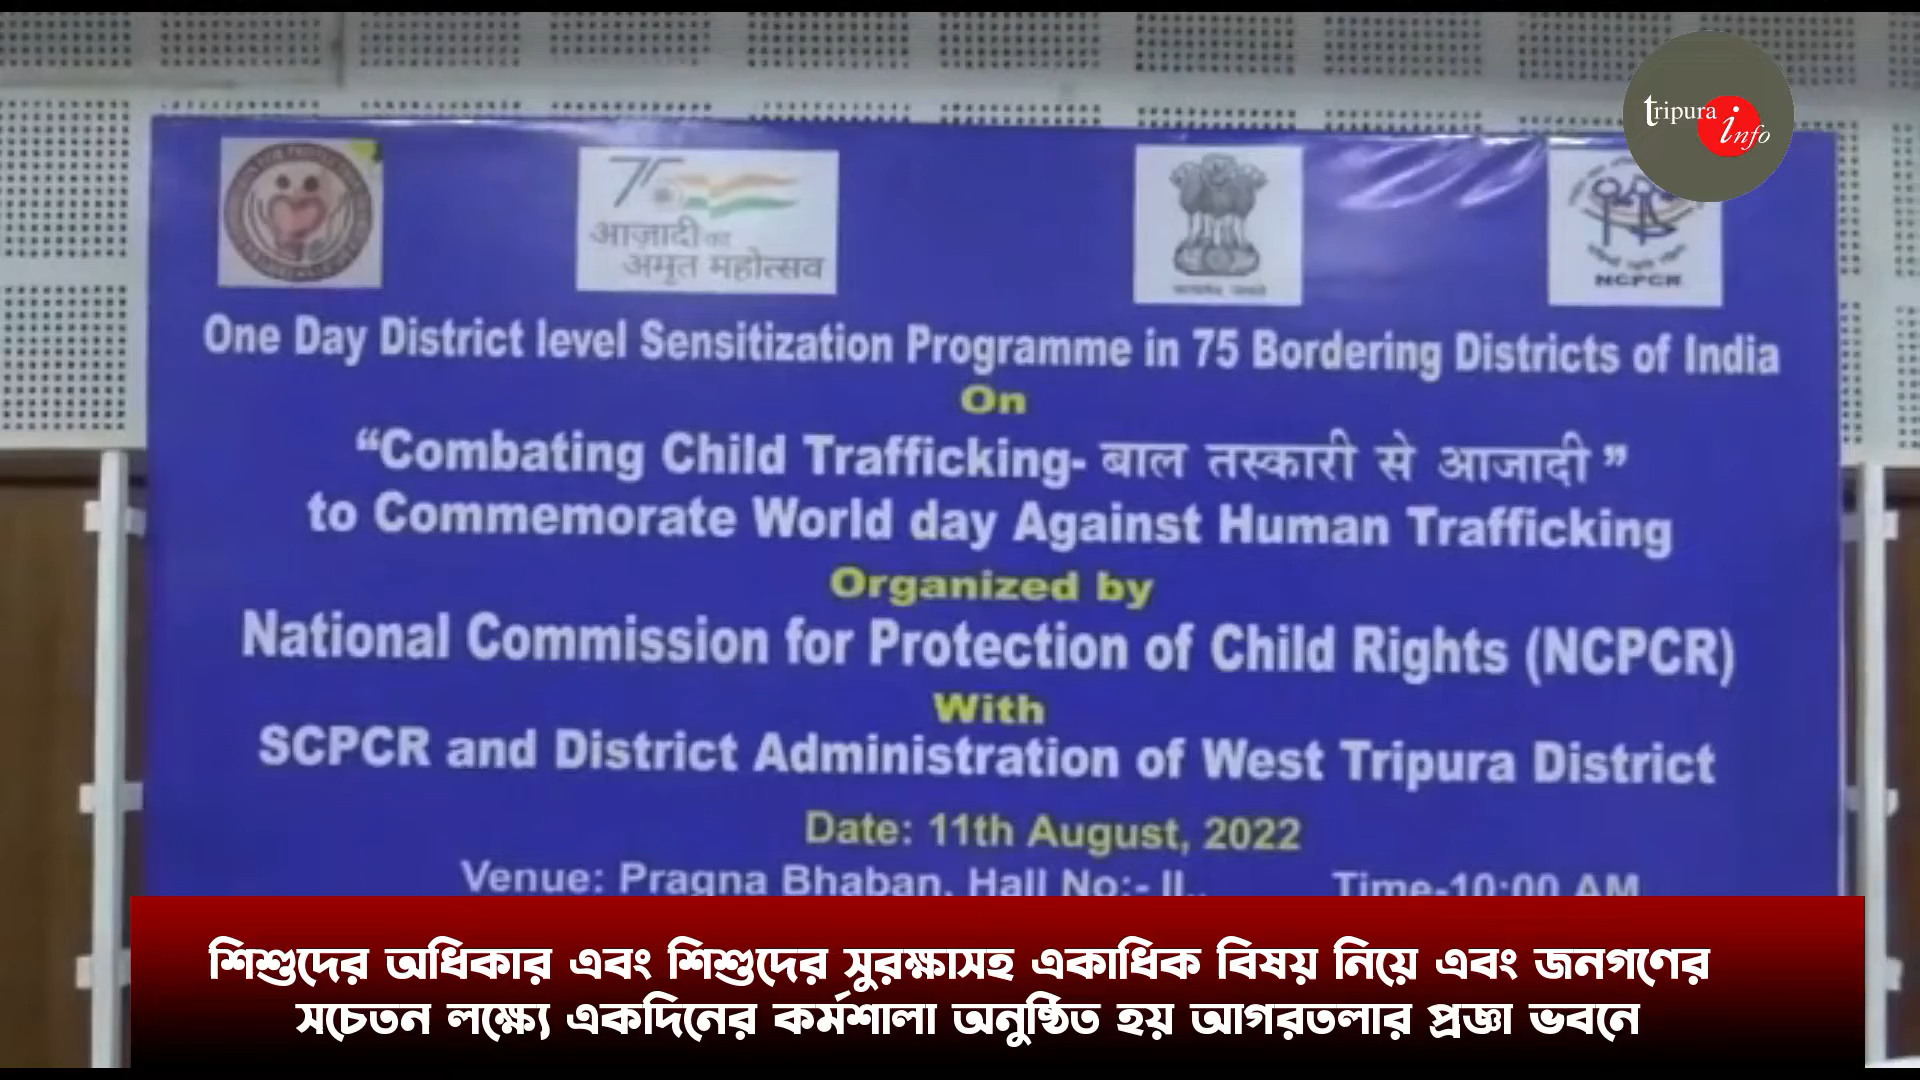 tripura
info
आज़ादी का
अमृत महोत्सव
NCPCR
One Day District level Sensitization Programme in 75 Bordering Districts of India
On
“Combating Child Trafficking- बाल तस्कारी से आजादी ”
to Commemorate World day Against Human Trafficking
Organized by
National Commission for Protection of Child Rights (NCPCR)
With
SCPCR and District Administration of West Tripura District
Date: 11th August, 2022
Venue: Pragna Bhaban, Hall No:- II,, Time-10:00 AM
শিশুদের অধিকার এবং শিশুদের সুরক্ষাসহ একাধিক বিষয় নিয়ে এবং জনগণের
সচেতন লক্ষ্যে একদিনের কর্মশালা অনুষ্ঠিত হয় আগরতলার প্রজ্ঞা ভবনে